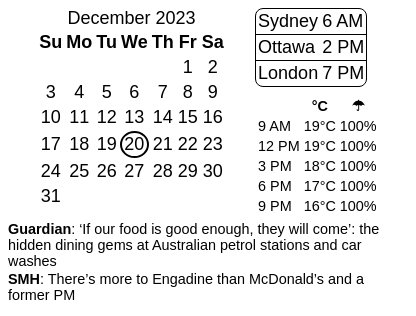 December 2023
Su Mo Tu We Th Fr Sa
1 2
3 4 5 6 7 8 9
10 11 12 13 14 15 16
17 18 19 20 21 22 23
24 25 26 27 28 29 30
31
Sydney 6 AM
Ottawa 2 PM
London 7 PM
°C ☂
9 AM 19°C 100%
12 PM 19°C 100%
3 PM 18°C 100%
6 PM 17°C 100%
9 PM 16°C 100%
Guardian: ‘If our food is good enough, they will come’: the
hidden dining gems at Australian petrol stations and car
washes
SMH: There’s more to Engadine than McDonald’s and a
former PM